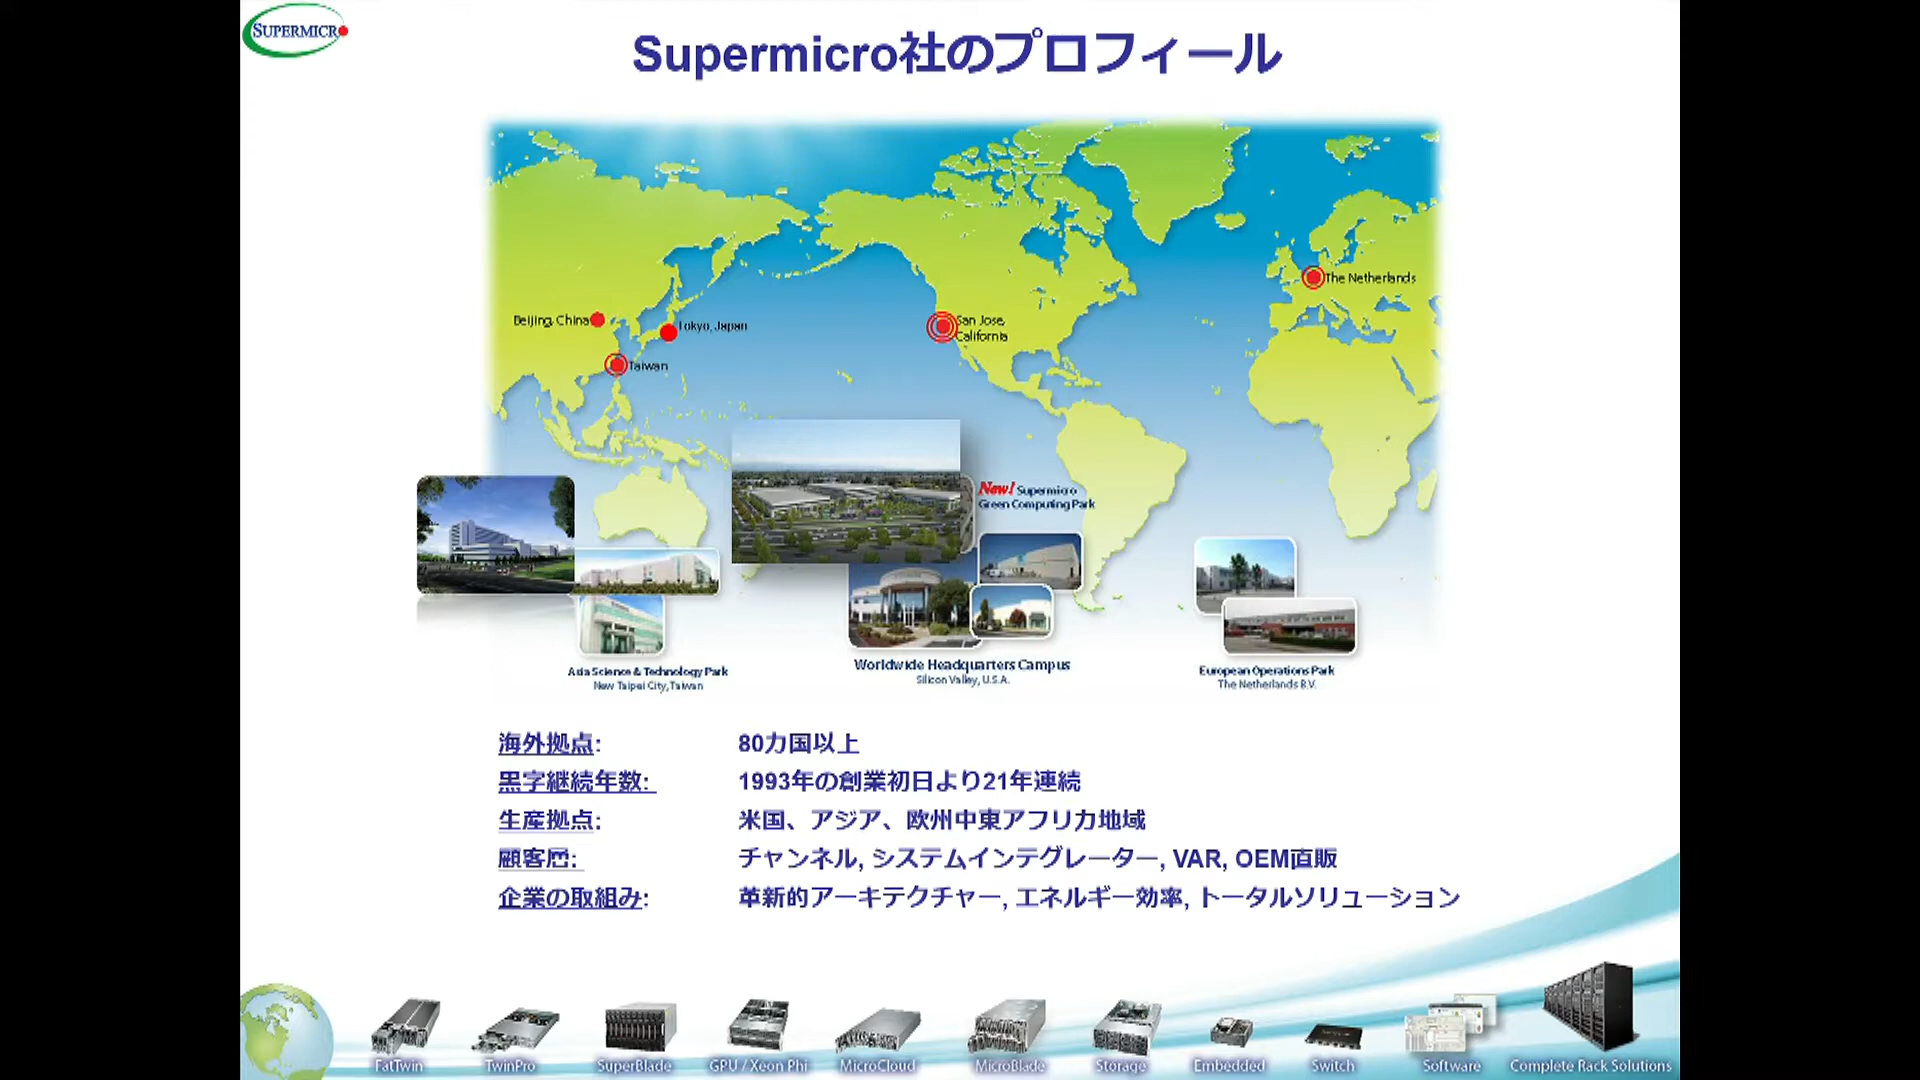 SUPERMICRO
Supermicro社のプロフィール
The Netherlands
Beijing, China
Tokyo, Japan
San Jose,
California
Taiwan
New! Supermicro
Green Computing Park
Asia Science & Technology Park
New Taipei City, Taiwan
Worldwide Headquarters Campus
Silicon Valley, U.S.A.
European Operations Park
The Netherlands B.V.
海外拠点: 80カ国以上
黒字継続年数: 1993年の創業初日より21年連続
生産拠点: 米国、アジア、欧州中東アフリカ地域
顧客層: チャンネル, システムインテグレーター, VAR, OEM直販
企業の取組み: 革新的アーキテクチャー, エネルギー効率, トータルソリューション
FatTwin
TwinPro
SuperBlade
GPU / Xeon Phi
MicroCloud
MicroBlade
Storage
Embedded
Switch
Software
Complete Rack Solutions